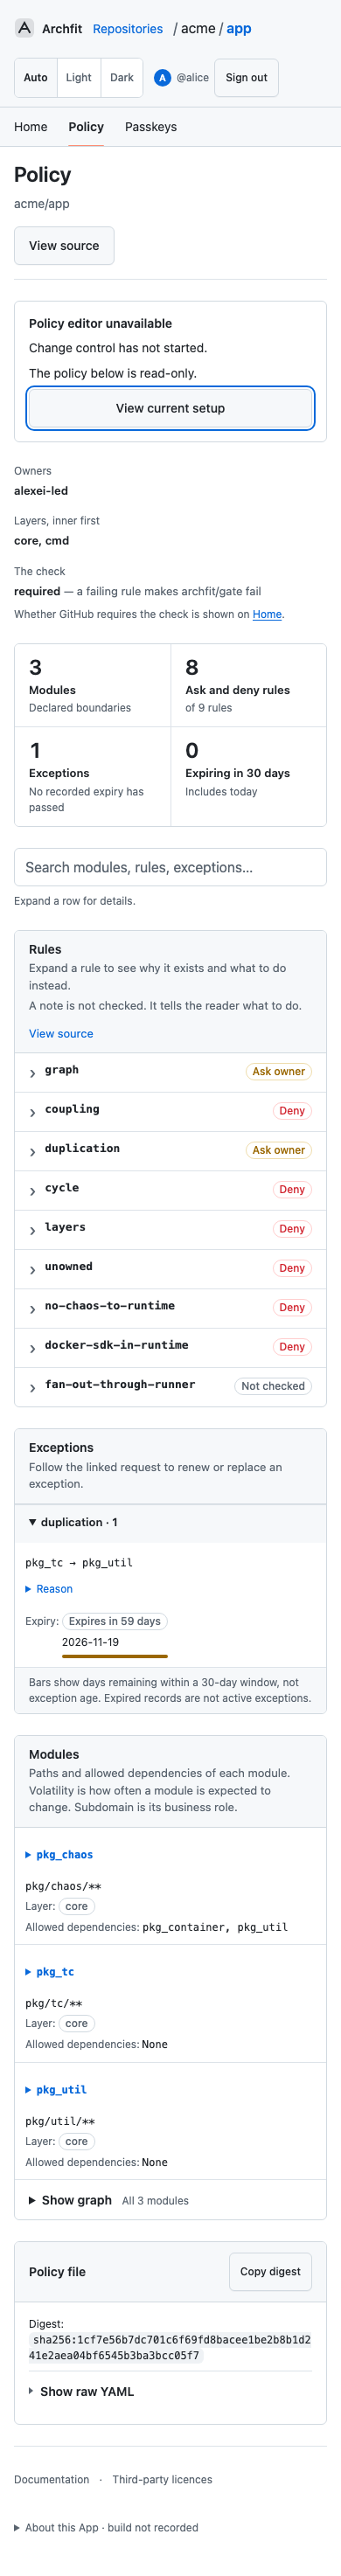 Archfit Repositories / acme / app
Auto Light Dark A @alice Sign out
Home Policy Passkeys
Policy
acme/app
View source
Policy editor unavailable
Change control has not started.
The policy below is read-only.
View current setup
Owners
alexei-led
Layers, inner first
core, cmd
The check
required — a failing rule makes archfit/gate fail
Whether GitHub requires the check is shown on Home.
3
Modules
Declared boundaries
8
Ask and deny rules
of 9 rules
1
Exceptions
No recorded expiry has
passed
0
Expiring in 30 days
Includes today
Search modules, rules, exceptions...
Expand a row for details.
Rules
Expand a rule to see why it exists and what to do
instead.
A note is not checked. It tells the reader what to do.
View source
graph Ask owner
coupling Deny
duplication Ask owner
cycle Deny
layers Deny
unowned Deny
no-chaos-to-runtime Deny
docker-sdk-in-runtime Deny
fan-out-through-runner Not checked
Exceptions
Follow the linked request to renew or replace an
exception.
duplication · 1
pkg_tc → pkg_util
Reason
Expiry: Expires in 59 days
2026-11-19
Bars show days remaining within a 30-day window, not
exception age. Expired records are not active exceptions.
Modules
Paths and allowed dependencies of each module.
Volatility is how often a module is expected to
change. Subdomain is its business role.
pkg_chaos
pkg/chaos/**
Layer: core
Allowed dependencies: pkg_container, pkg_util
pkg_tc
pkg/tc/**
Layer: core
Allowed dependencies: None
pkg_util
pkg/util/**
Layer: core
Allowed dependencies: None
Show graph All 3 modules
Policy file Copy digest
Digest:
sha256:1cf7e56b7dc701c6f69fd8bacee1be2b8b1d2
41e2aea04bf6545b3ba3bcc05f7
Show raw YAML
Documentation · Third-party licences
About this App · build not recorded